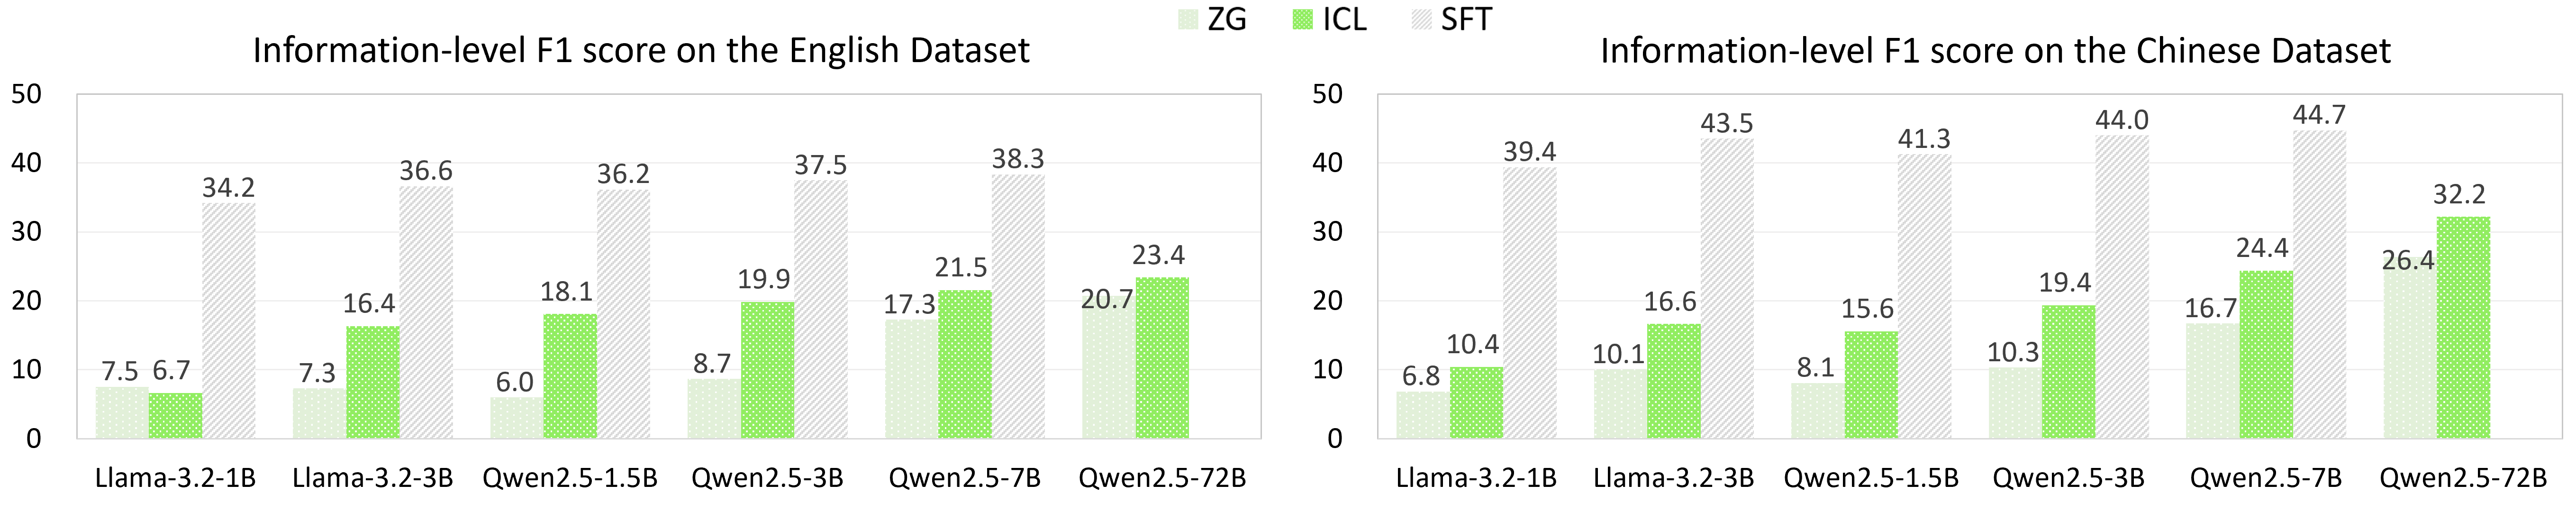 ZG ICL SFT
Information-level F1 score on the English Dataset
50
40
30
20
10
0
7.5 6.7 34.2
7.3 16.4 36.6
6.0 18.1 36.2
8.7 19.9 37.5
17.3 21.5 38.3
20.7 23.4
Llama-3.2-1B Llama-3.2-3B Qwen2.5-1.5B Qwen2.5-3B Qwen2.5-7B Qwen2.5-72B
Information-level F1 score on the Chinese Dataset
50
40
30
20
10
0
6.8 10.4 39.4
10.1 16.6 43.5
8.1 15.6 41.3
10.3 19.4 44.0
16.7 24.4 44.7
26.4 32.2
Llama-3.2-1B Llama-3.2-3B Qwen2.5-1.5B Qwen2.5-3B Qwen2.5-7B Qwen2.5-72B